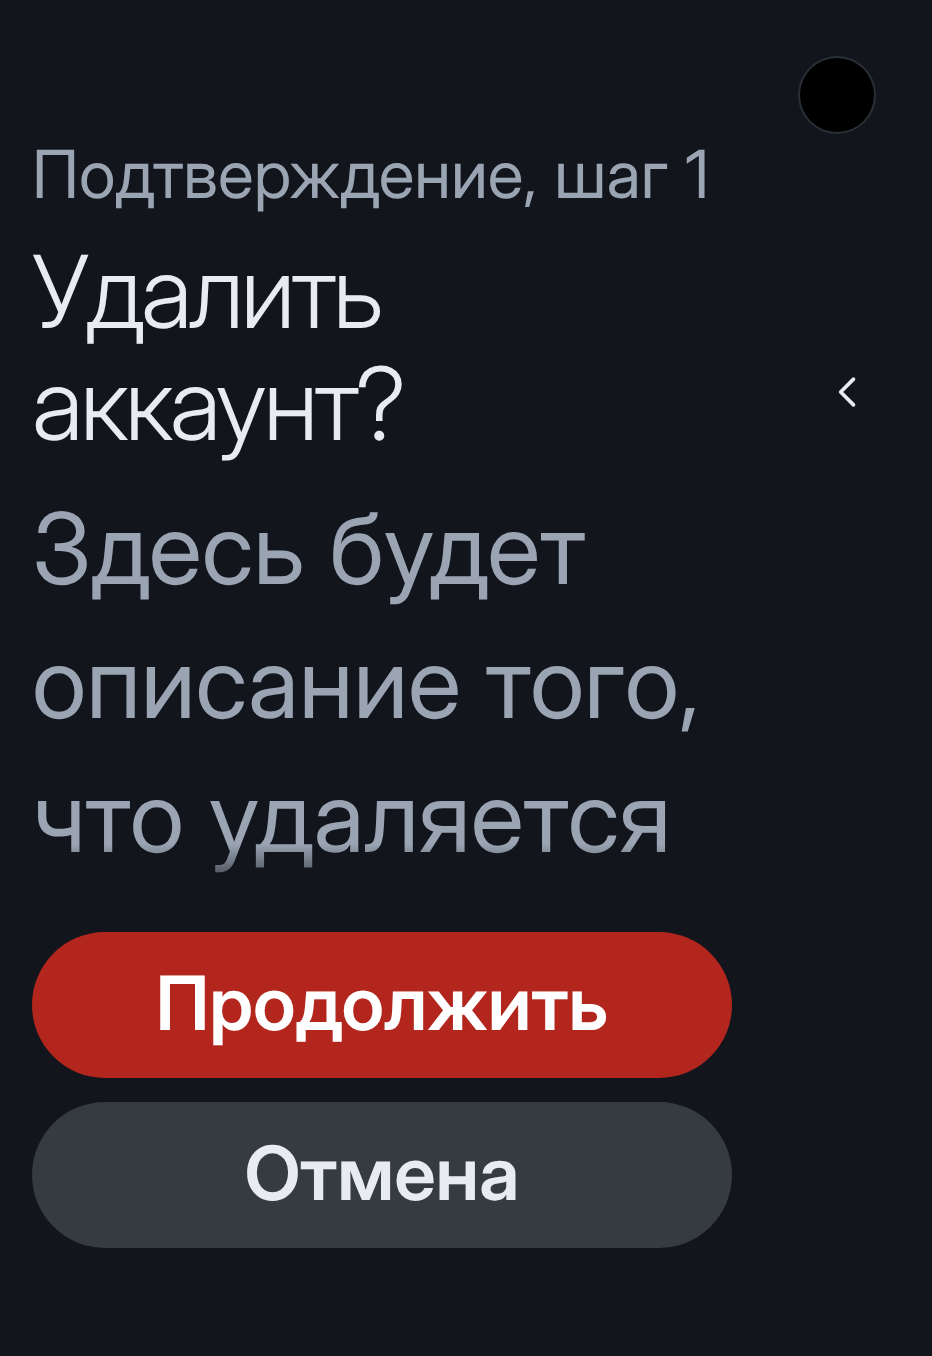 Подтверждение, шаг 1
Удалить
аккаунт?
Здесь будет
описание того,
что удаляется
Продолжить
Отмена